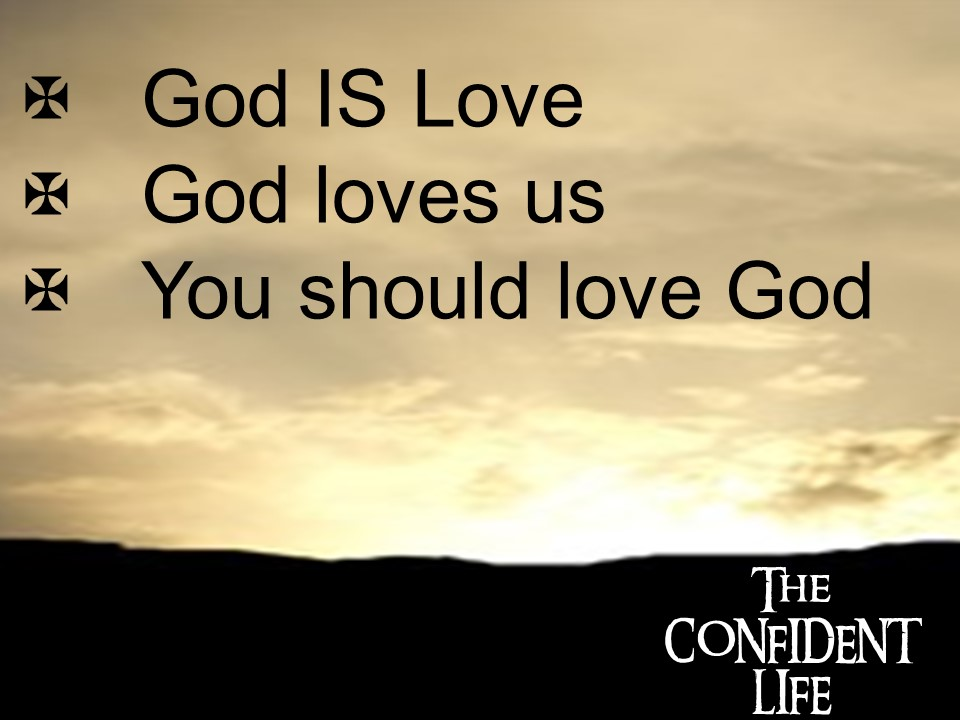 ✠ God IS Love
✠ God loves us
✠ You should love God
THE
CONFIDENT
LIFE